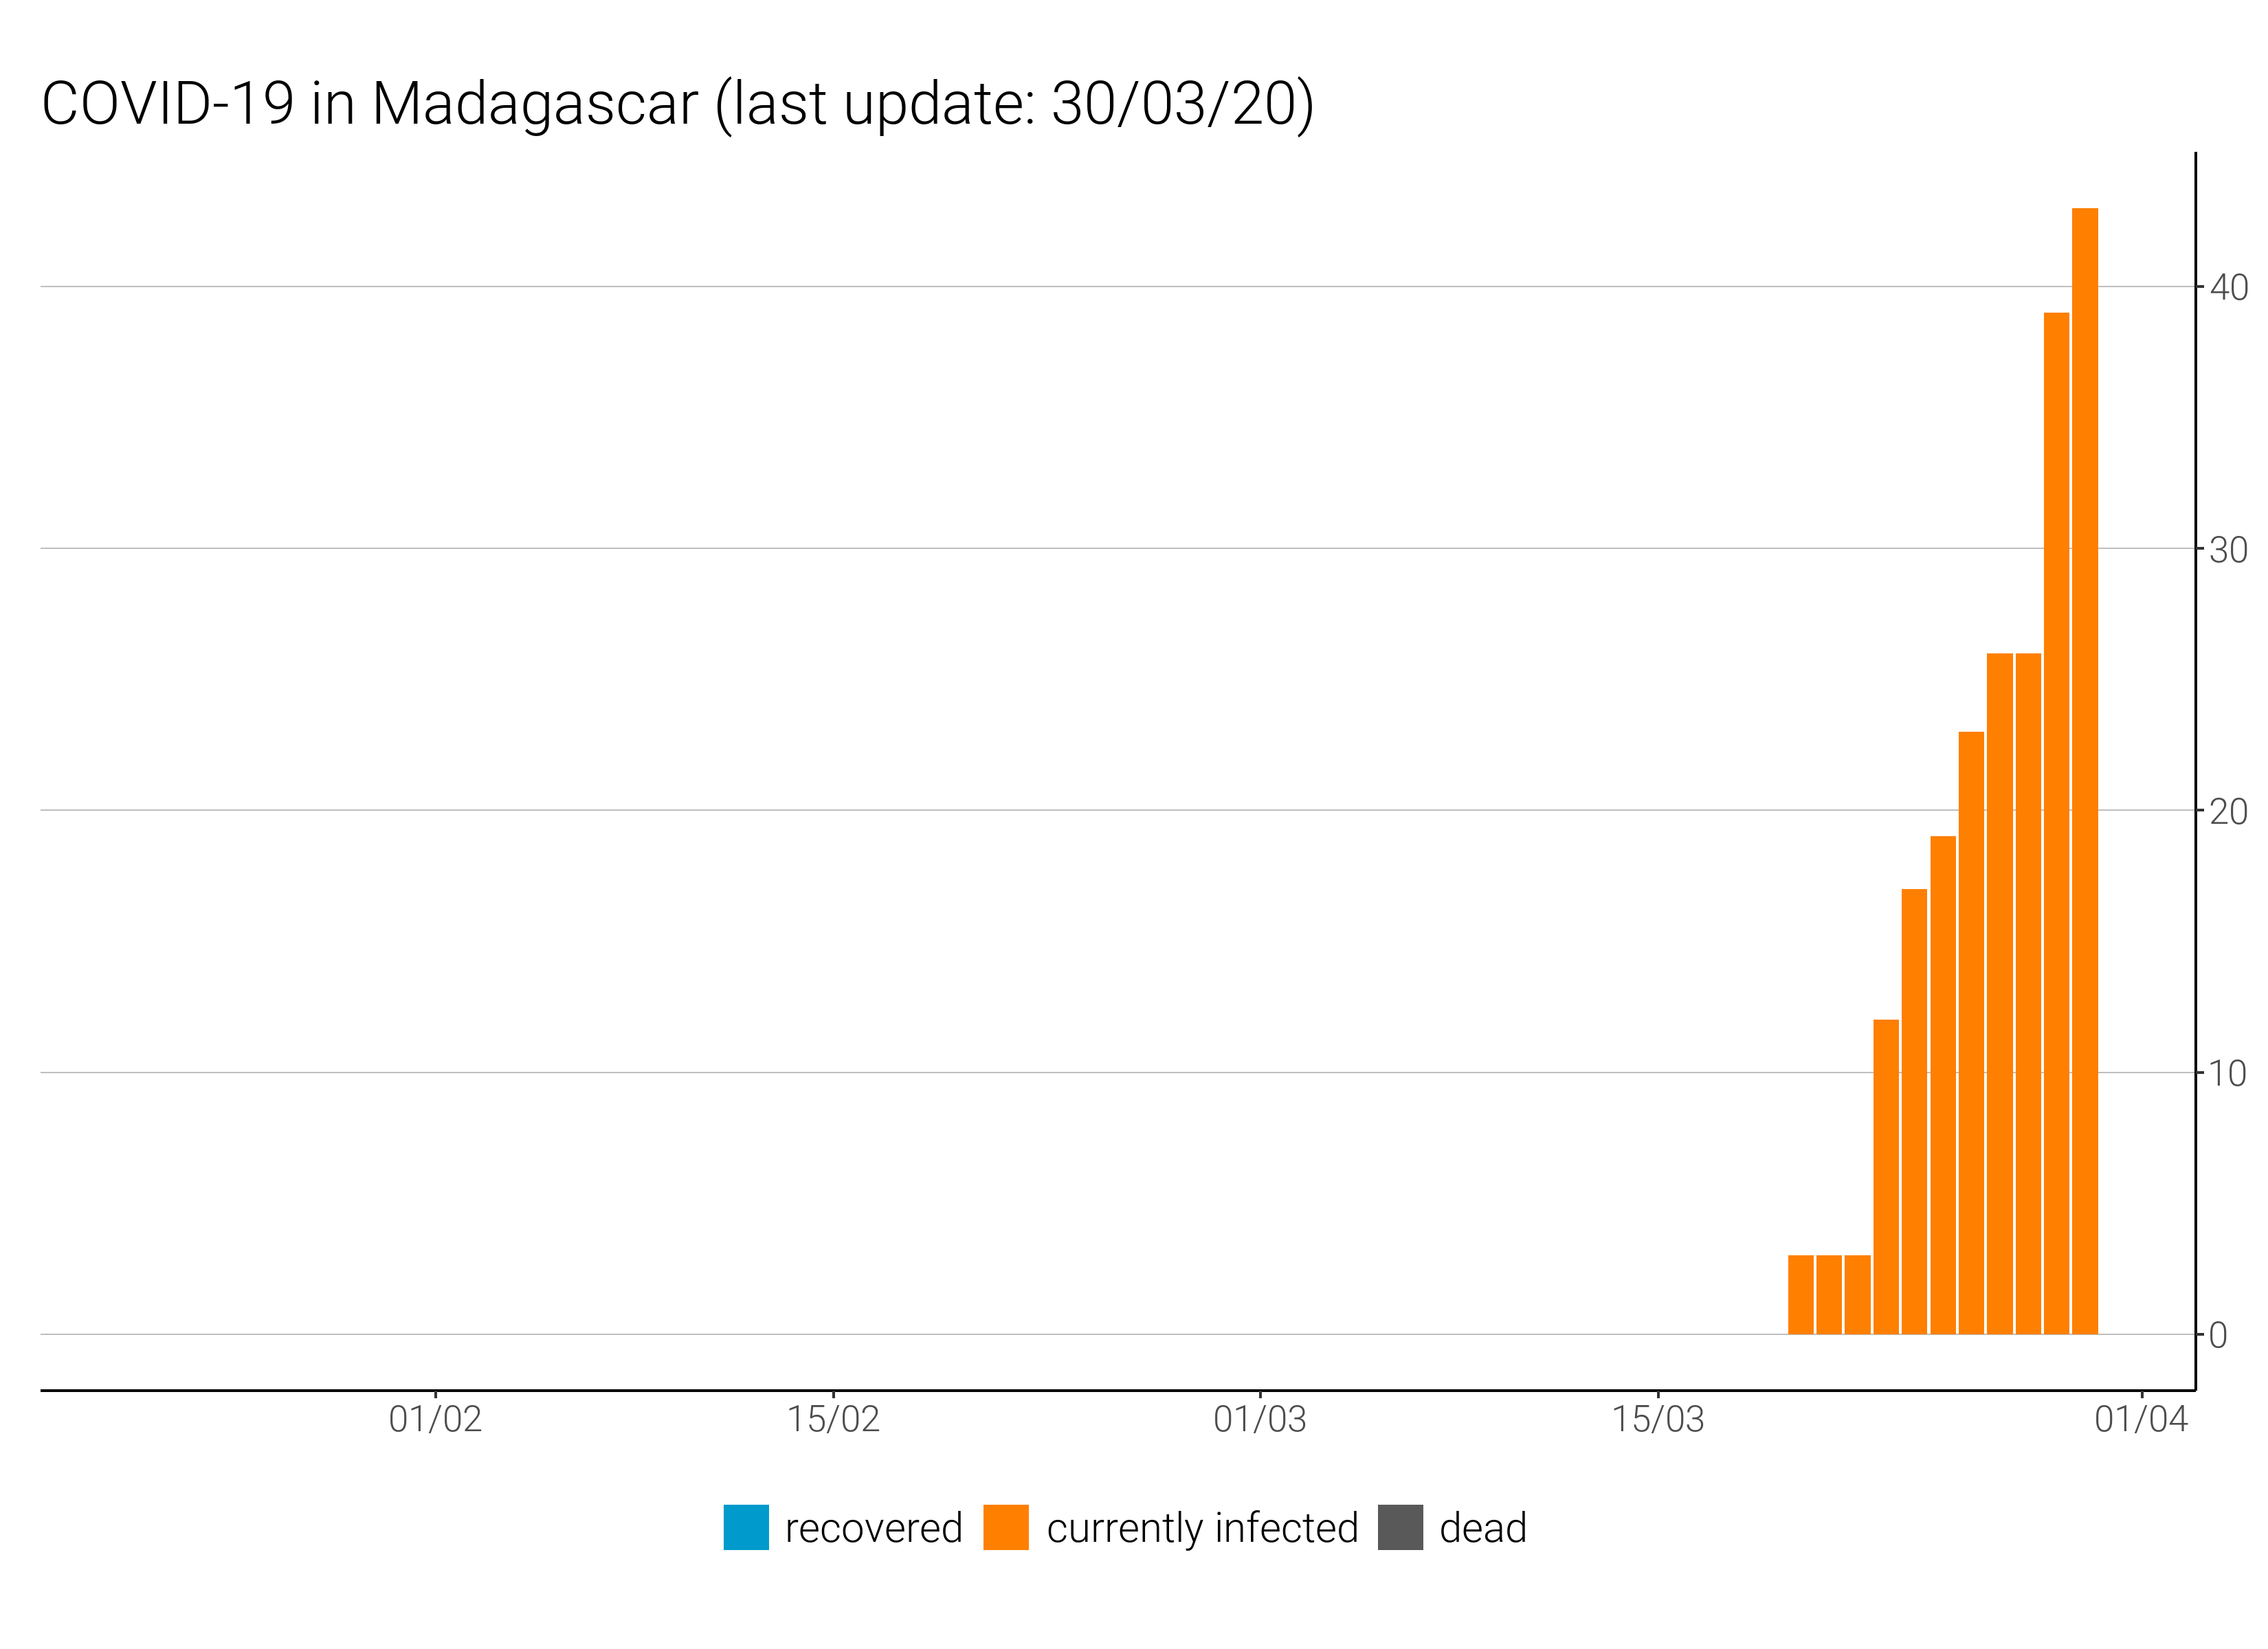 COVID-19 in Madagascar (last update: 30/03/20)
40
30
20
10
0
01/02 15/02 01/03 15/03 01/04
recovered currently infected dead